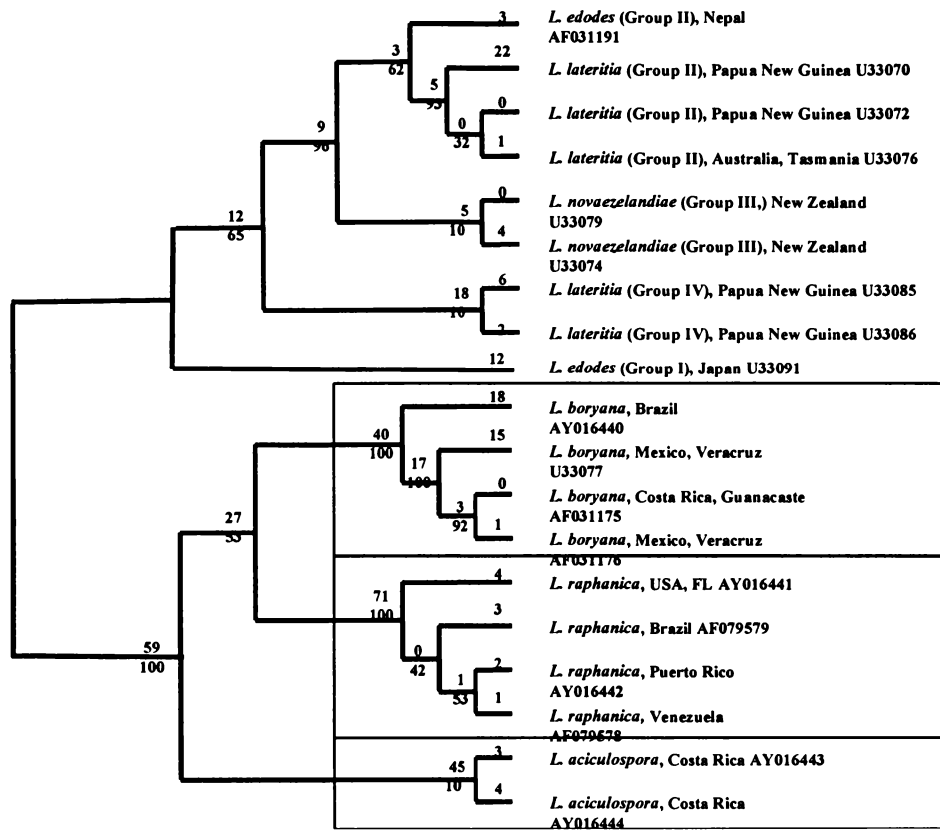 3
L. edodes (Group II), Nepal
AF031191
3
62
22
L. lateritia (Group II), Papua New Guinea U33070
5
93
0
L. lateritia (Group II), Papua New Guinea U33072
0
32
1
L. lateritia (Group II), Australia, Tasmania U33076
9
96
0
L. novaezelandiae (Group III,) New Zealand
U33079
5
10
4
L. novaezelandiae (Group III), New Zealand
U33074
12
65
6
L. lateritia (Group IV), Papua New Guinea U33085
18
10
2
L. lateritia (Group IV), Papua New Guinea U33086
12
L. edodes (Group I), Japan U33091
18
L. boryana, Brazil
AY016440
40
100
15
L. boryana, Mexico, Veracruz
U33077
17
100
0
L. boryana, Costa Rica, Guanacaste
AF031175
3
92
1
L. boryana, Mexico, Veracruz
AF031176
27
53
4
L. raphanica, USA, FL AY016441
71
100
3
L. raphanica, Brazil AF079579
0
42
2
L. raphanica, Puerto Rico
AY016442
1
53
1
L. raphanica, Venezuela
AF079578
59
100
3
L. aciculospora, Costa Rica AY016443
45
10
4
L. aciculospora, Costa Rica
AY016444